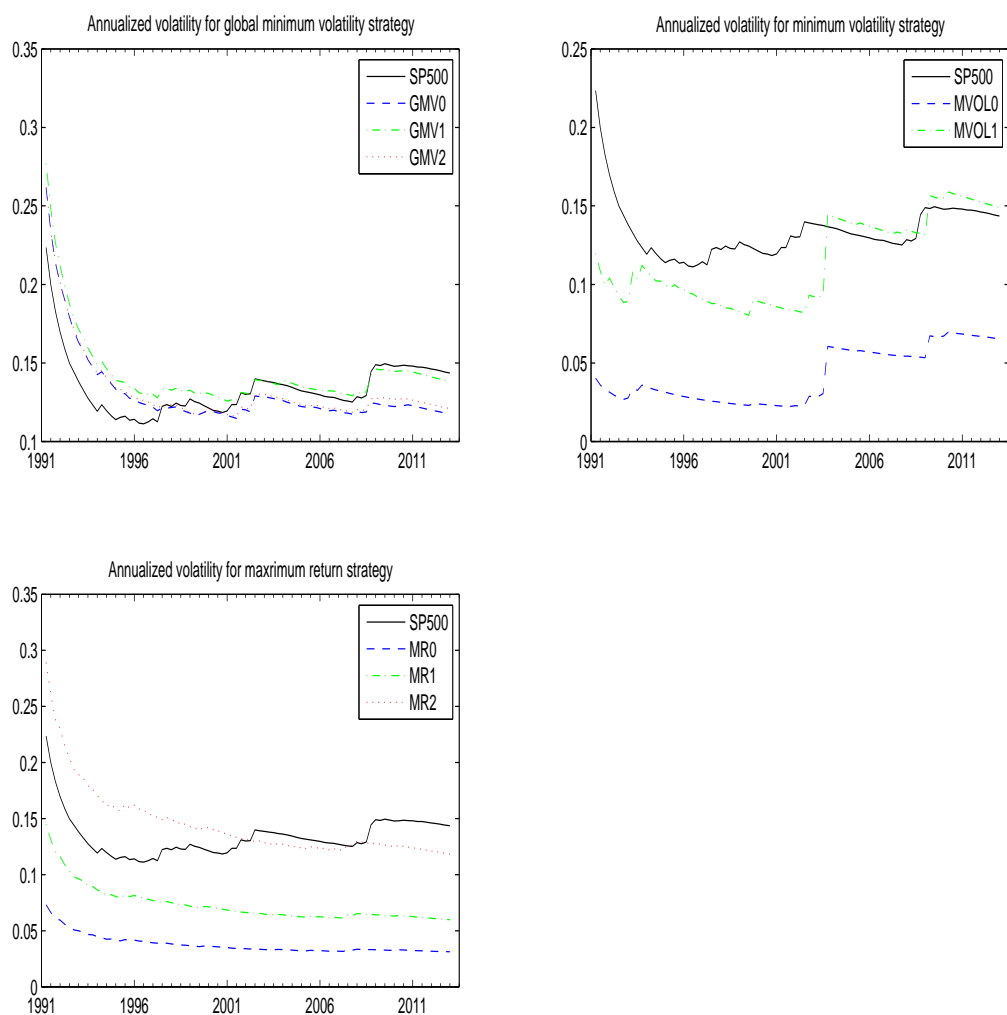 Annualized volatility for global minimum volatility strategy
0.35
0.3
0.25
0.2
0.15
0.1
1991 1996 2001 2006 2011
SP500
GMV0
GMV1
GMV2
Annualized volatility for minimum volatility strategy
0.25
0.2
0.15
0.1
0.05
0
1991 1996 2001 2006 2011
SP500
MVOL0
MVOL1
Annualized volatility for maxrimum return strategy
0.35
0.3
0.25
0.2
0.15
0.1
0.05
0
1991 1996 2001 2006 2011
SP500
MR0
MR1
MR2